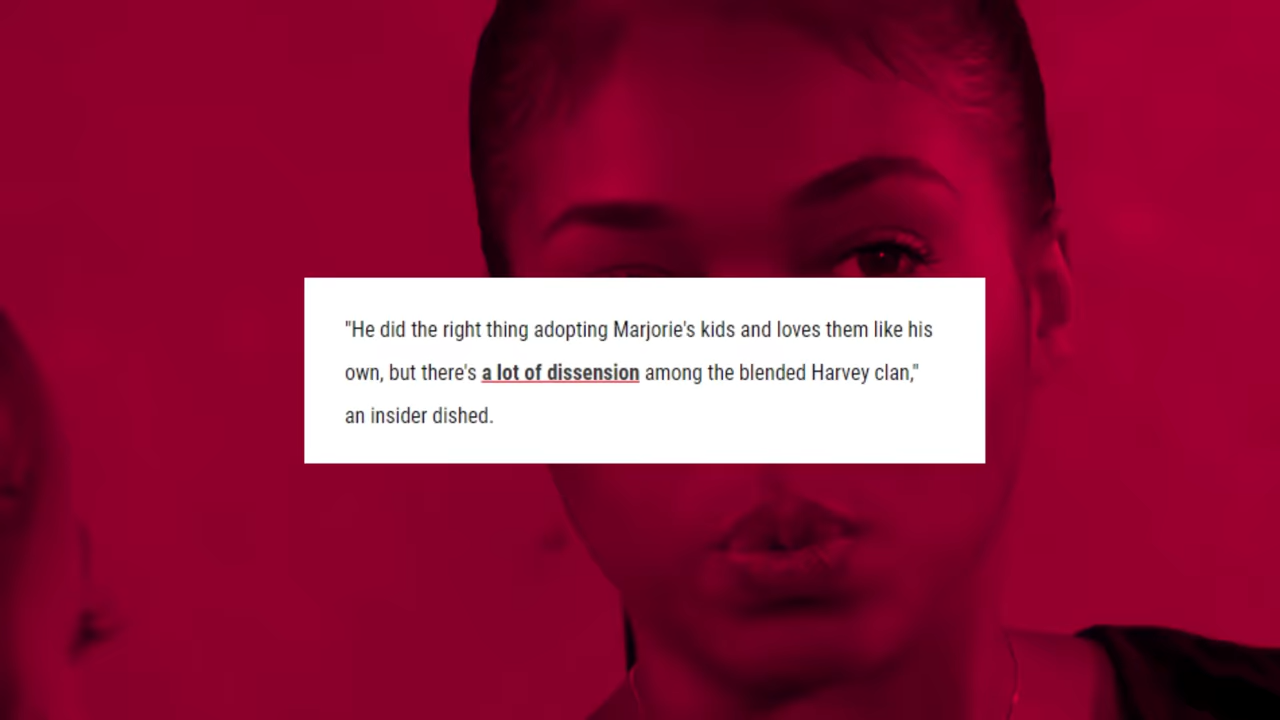 "He did the right thing adopting Marjorie's kids and loves them like his
own, but there's a lot of dissension among the blended Harvey clan,"
an insider dished.